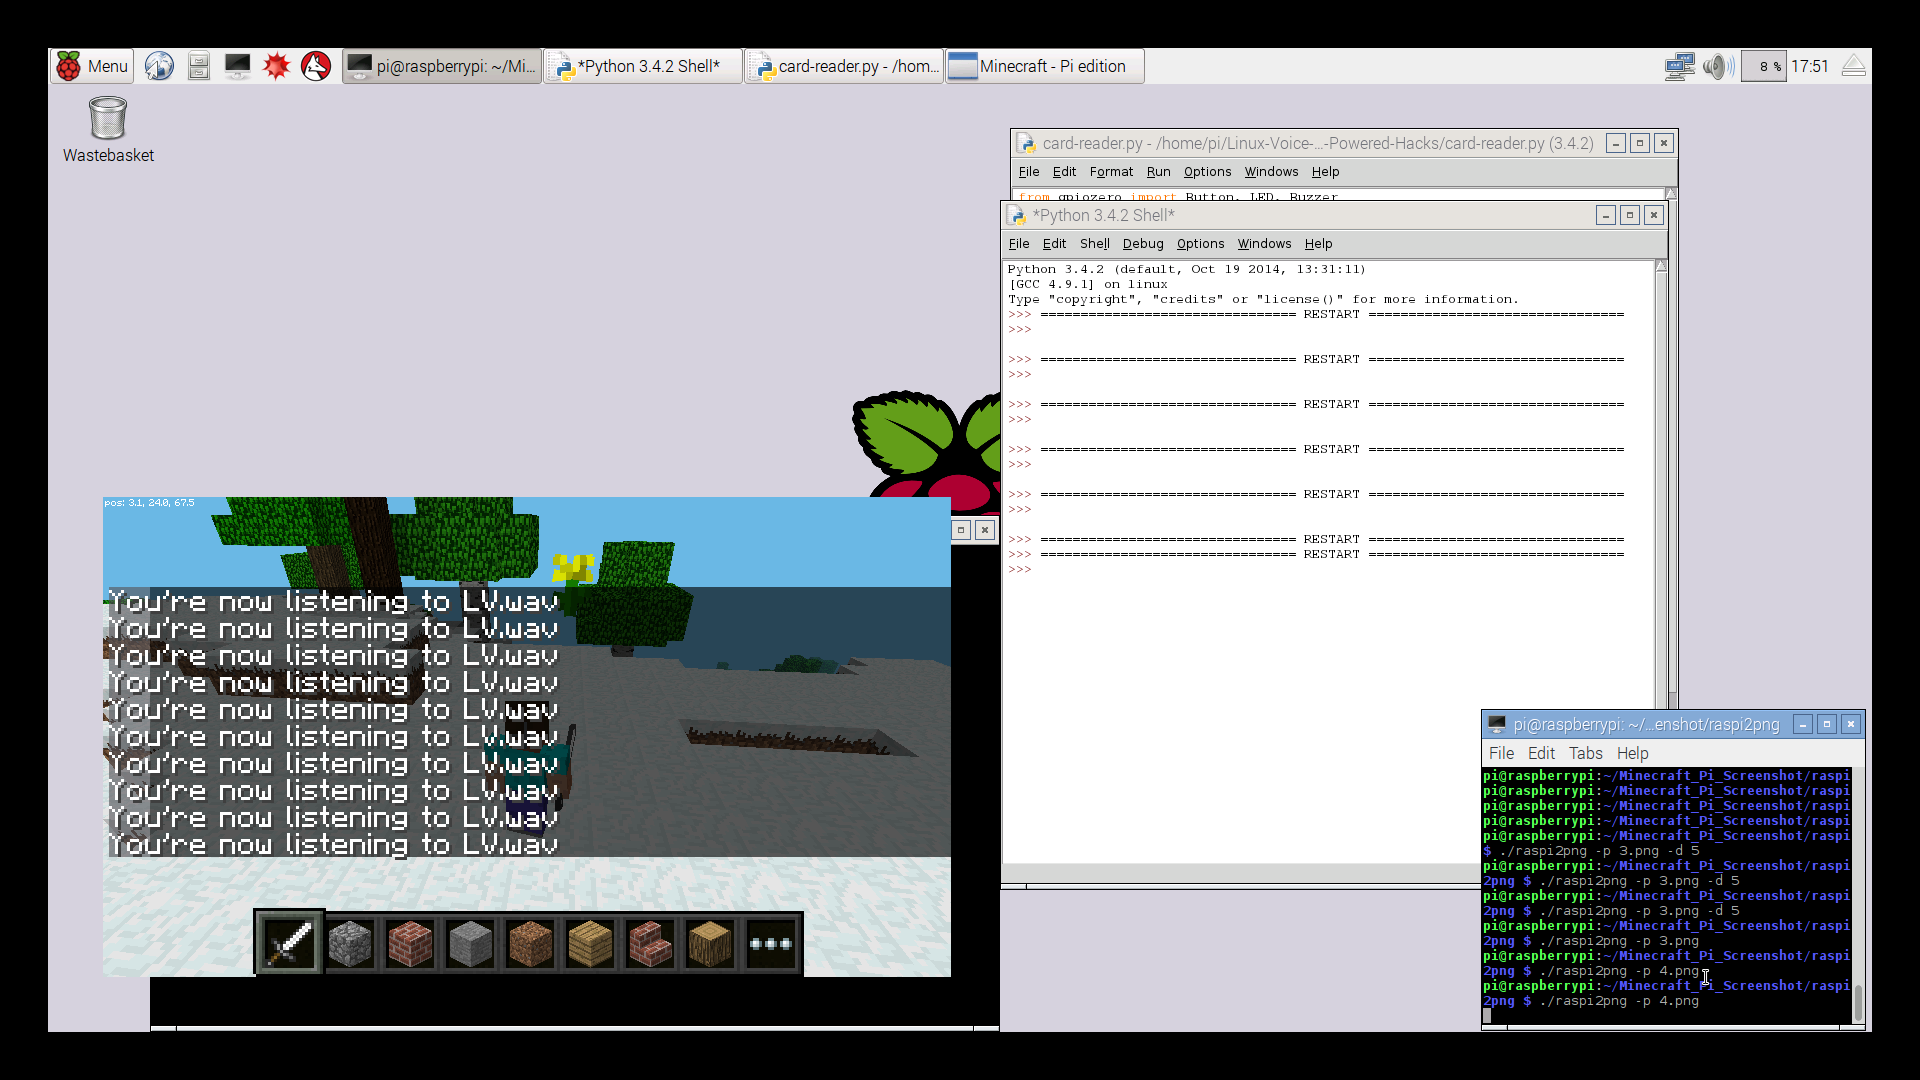 Menu
pi@raspberrypi: ~/Mi...
*Python 3.4.2 Shell*
card-reader.py - /hom...
Minecraft - Pi edition
8 %
17:51
Wastebasket
card-reader.py - /home/pi/Linux-Voice-...-Powered-Hacks/card-reader.py (3.4.2)
File Edit Format Run Options Windows Help
from gpiozero import Button, LED, Buzzer
*Python 3.4.2 Shell*
File Edit Shell Debug Options Windows Help
Python 3.4.2 (default, Oct 19 2014, 13:31:11)
[GCC 4.9.1] on linux
Type "copyright", "credits" or "license()" for more information.
>>> ================================ RESTART ================================
>>>
>>> ================================ RESTART ================================
>>>
>>> ================================ RESTART ================================
>>>
>>> ================================ RESTART ================================
>>>
>>> ================================ RESTART ================================
>>>
>>> ================================ RESTART ================================
>>> ================================ RESTART ================================
>>>
pos: 3.1, 24.0, 67.5
You're now listening to LV.wav
You're now listening to LV.wav
You're now listening to LV.wav
You're now listening to LV.wav
You're now listening to LV.wav
You're now listening to LV.wav
You're now listening to LV.wav
You're now listening to LV.wav
You're now listening to LV.wav
You're now listening to LV.wav
pi@raspberrypi: ~/...enshot/raspi2png
File Edit Tabs Help
pi@raspberrypi:~/Minecraft_Pi_Screenshot/raspi
pi@raspberrypi:~/Minecraft_Pi_Screenshot/raspi
pi@raspberrypi:~/Minecraft_Pi_Screenshot/raspi
pi@raspberrypi:~/Minecraft_Pi_Screenshot/raspi
pi@raspberrypi:~/Minecraft_Pi_Screenshot/raspi
$ ./raspi2png -p 3.png -d 5
pi@raspberrypi:~/Minecraft_Pi_Screenshot/raspi
2png $ ./raspi2png -p 3.png .d 5
pi@raspberrypi:~/Minecraft_Pi_Screenshot/raspi
2png $ ./raspi2png -p 3.png -d 5
pi@raspberrypi:~/Minecraft_Pi_Screenshot/raspi
2png $ ./raspi2png -p 3.png
pi@raspberrypi:~/Minecraft_Pi_Screenshot/raspi
2png $ ./raspi2png -p 4.png
pi@raspberrypi:~/Minecraft_Pi_Screenshot/raspi
2png $ ./raspi2png -p 4.png